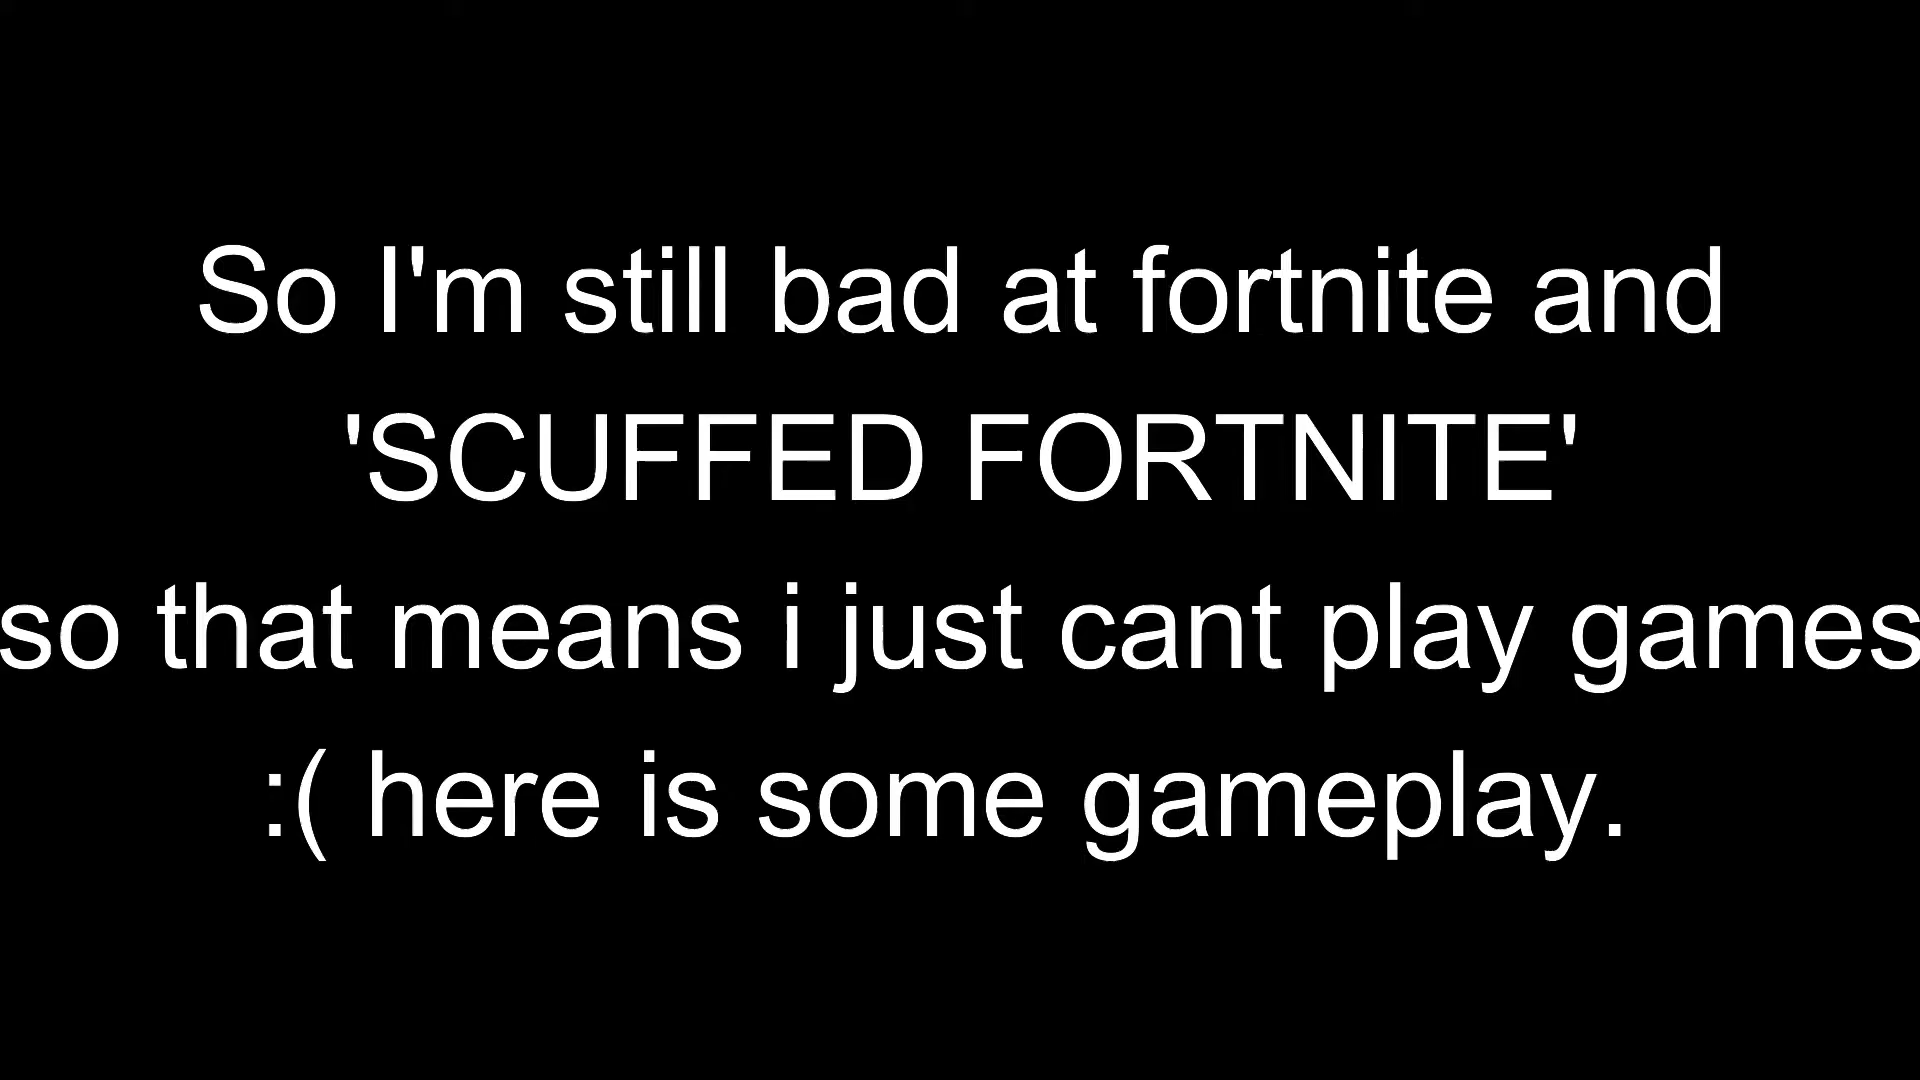 So I'm still bad at fortnite and
'SCUFFED FORTNITE'
so that means i just cant play games
:( here is some gameplay.